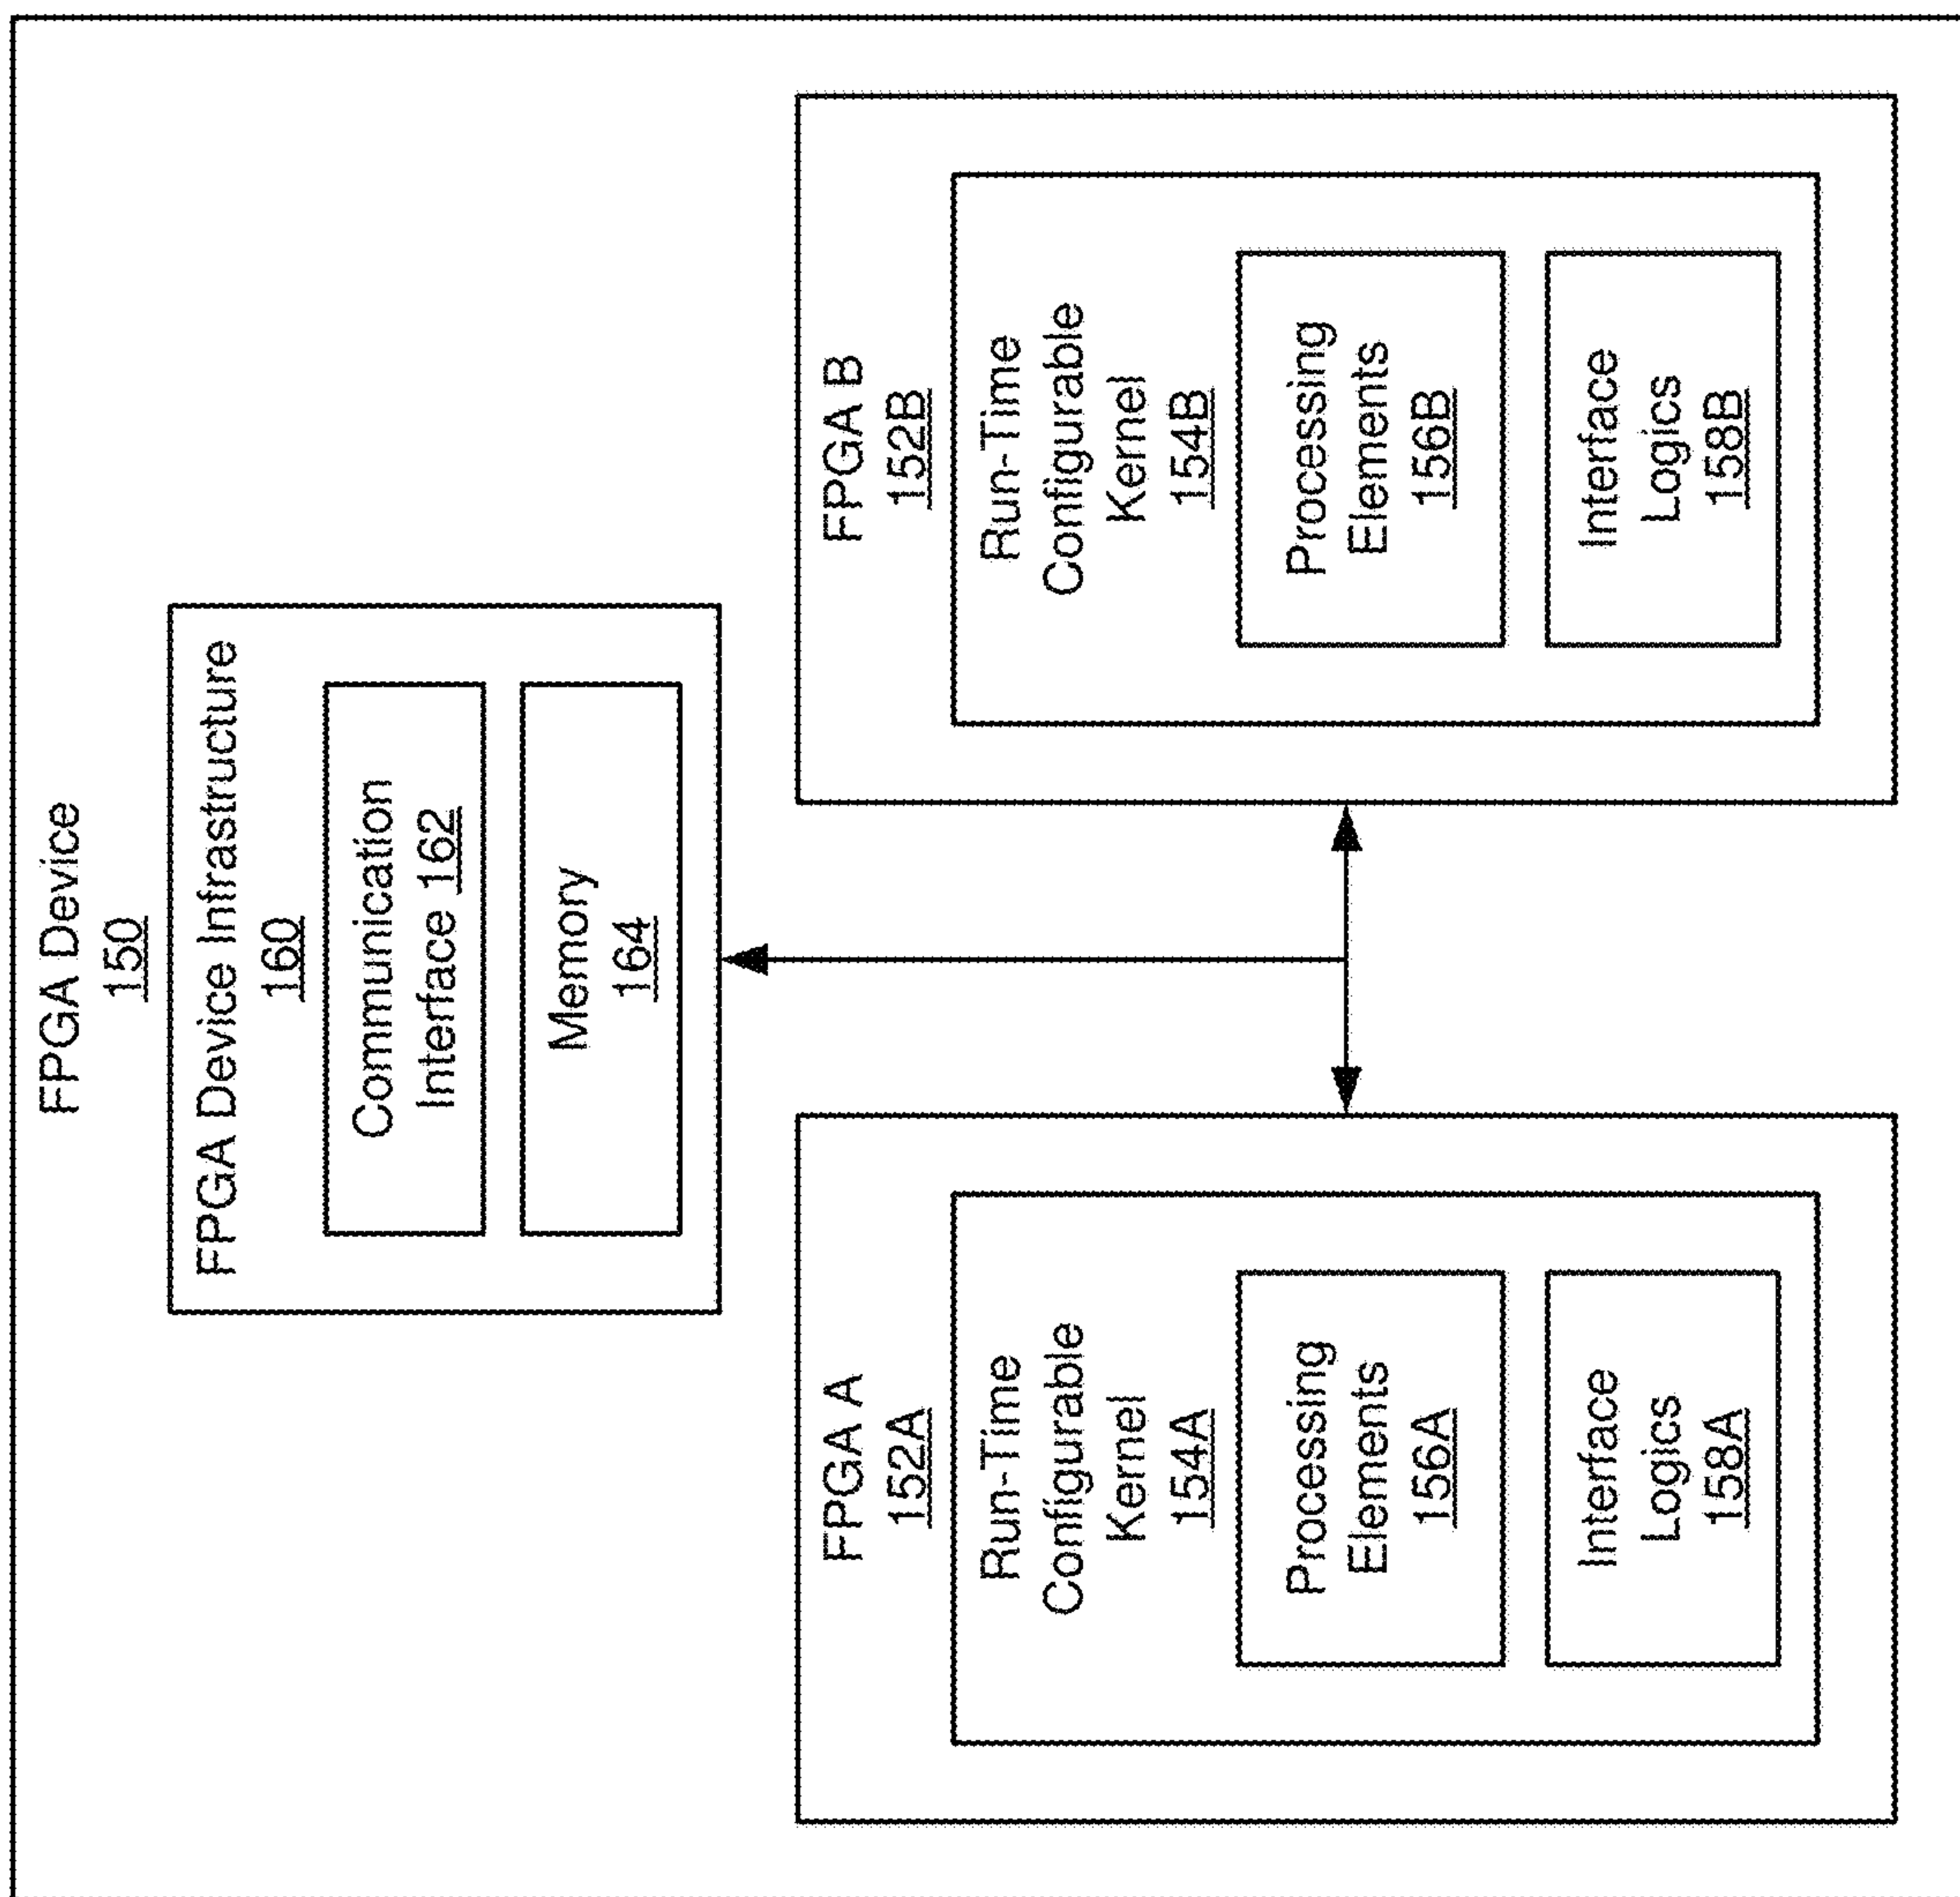 FPGA Device
150
FPGA Device Infrastructure
160
Communication
Interface 162
Memory
164
FPGA A
152A
Run-Time
Configurable
Kernel
154A
Processing
Elements
156A
Interface
Logics
158A
FPGA B
152B
Run-Time
Configurable
Kernel
154B
Processing
Elements
156B
Interface
Logics
158B